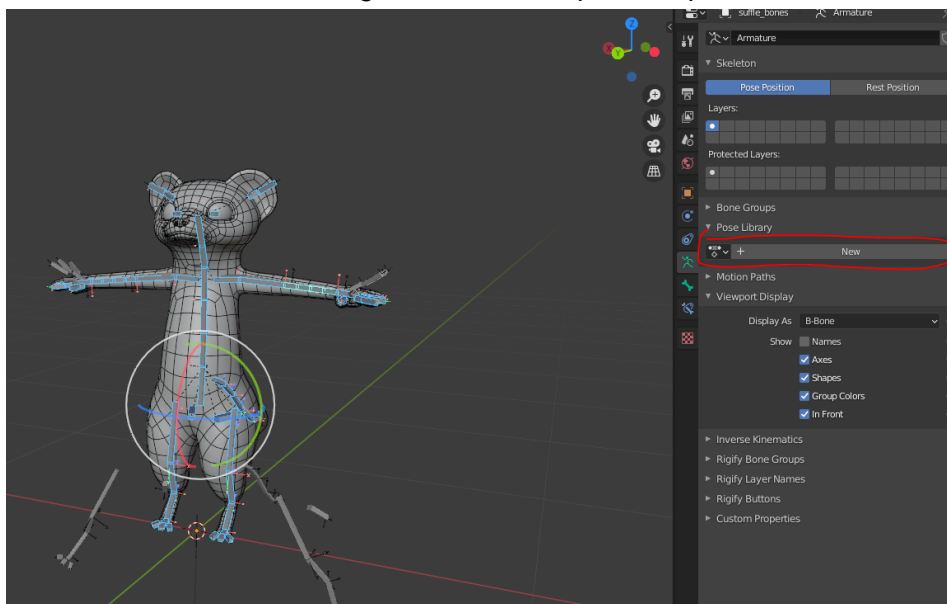 suffle_bones Armature
Z
X
Y
Armature
Skeleton
Pose Position Rest Position
Layers:
Protected Layers:
Bone Groups
Pose Library
New
Motion Paths
Viewport Display
Display As B-Bone
Show Names
Axes
Shapes
Group Colors
In Front
Inverse Kinematics
Rigify Bone Groups
Rigify Layer Names
Rigify Buttons
Custom Properties